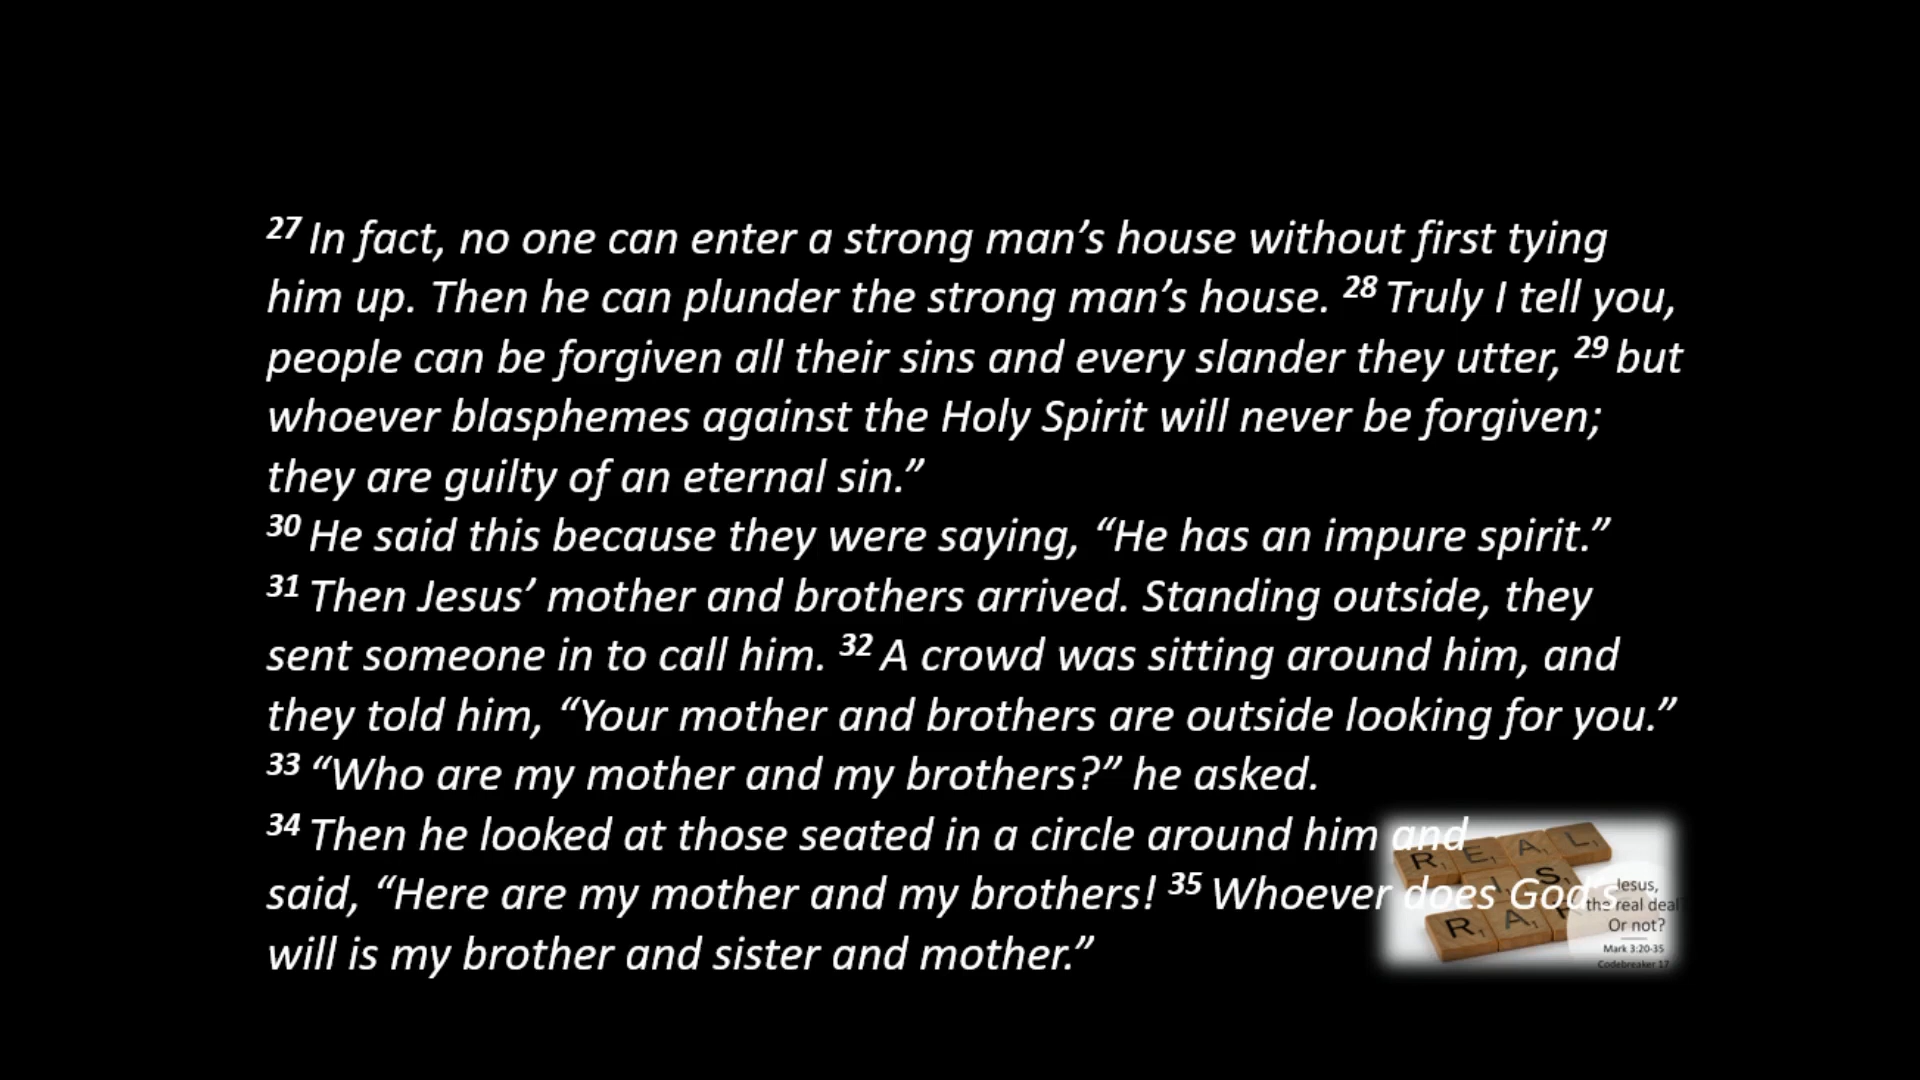 27 In fact, no one can enter a strong man’s house without first tying
him up. Then he can plunder the strong man’s house. 28 Truly I tell you,
people can be forgiven all their sins and every slander they utter, 29 but
whoever blasphemes against the Holy Spirit will never be forgiven;
they are guilty of an eternal sin.”
30 He said this because they were saying, “He has an impure spirit.”
31 Then Jesus’ mother and brothers arrived. Standing outside, they
sent someone in to call him. 32 A crowd was sitting around him, and
they told him, “Your mother and brothers are outside looking for you.”
33 “Who are my mother and my brothers?” he asked.
34 Then he looked at those seated in a circle around him and
said, “Here are my mother and my brothers! 35 Whoever does God’s
will is my brother and sister and mother.”
REAL
IS
RA
Jesus,
the real deal
Or not?
Mark 3:20-35
Codebreaker 17